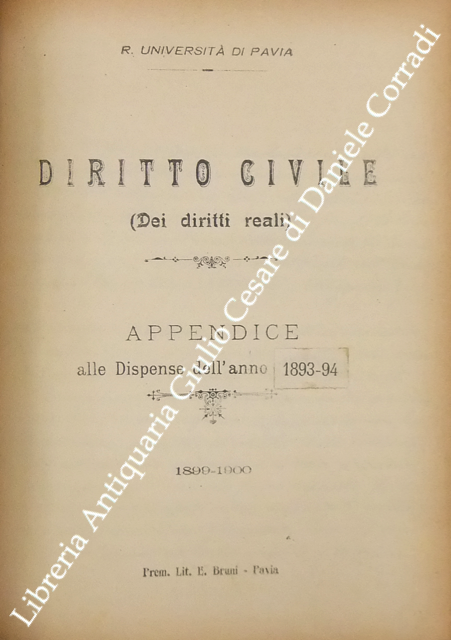 R. UNIVERSITÀ DI PAVIA
DIRITTO CIVILE
(Dei diritti reali)
APPENDICE
alle Dispense dell'anno 1893-94
1899-1900
Prem. Lit. E. Bruni - Pavia
Libreria Antiquaria Giulio Cesare di Daniele Corradi